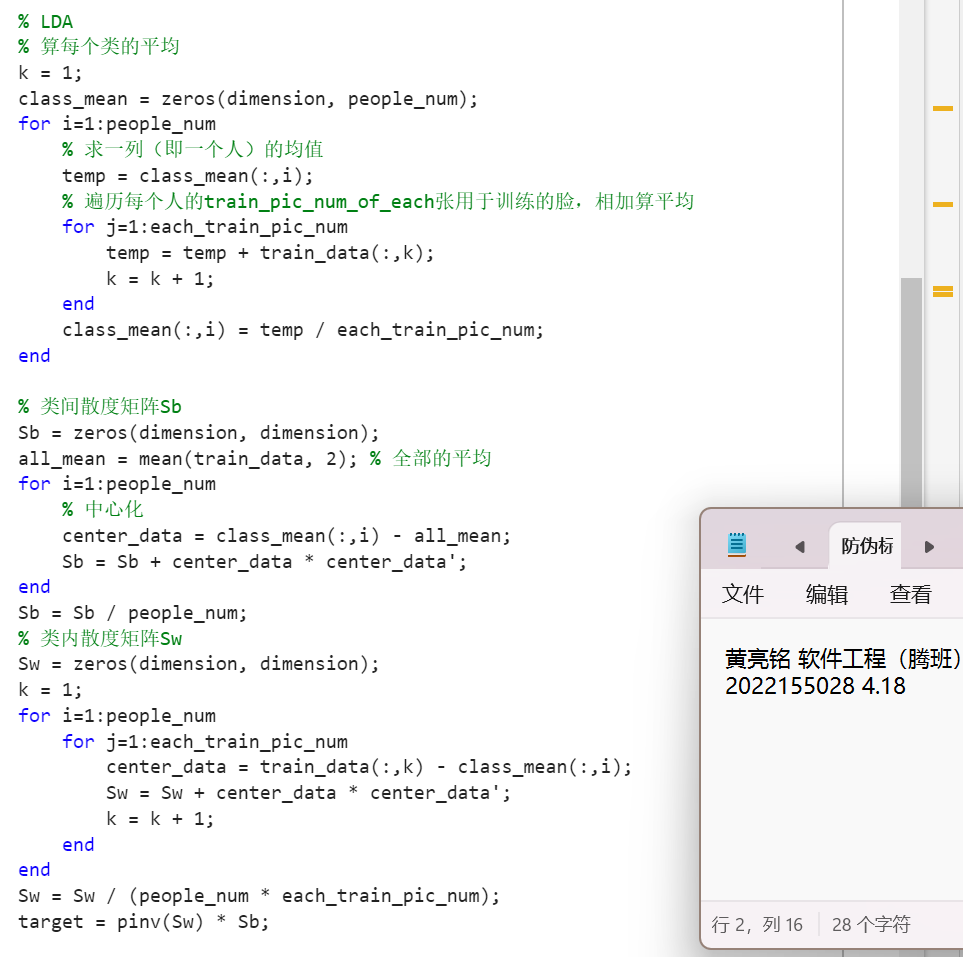 % LDA
% 算每个类的平均
k = 1;
class_mean = zeros(dimension, people_num);
for i=1:people_num
    % 求一列（即一个人）的均值
    temp = class_mean(:,i);
    % 遍历每个人的train_pic_num_of_each张用于训练的脸，相加算平均
    for j=1:each_train_pic_num
        temp = temp + train_data(:,k);
        k = k + 1;
    end
    class_mean(:,i) = temp / each_train_pic_num;
end
% 类间散度矩阵Sb
Sb = zeros(dimension, dimension);
all_mean = mean(train_data, 2); % 全部的平均
for i=1:people_num
    % 中心化
    center_data = class_mean(:,i) - all_mean;
    Sb = Sb + center_data * center_data';
end
Sb = Sb / people_num;
% 类内散度矩阵Sw
Sw = zeros(dimension, dimension);
k = 1;
for i=1:people_num
    for j=1:each_train_pic_num
        center_data = train_data(:,k) - class_mean(:,i);
        Sw = Sw + center_data * center_data';
        k = k + 1;
    end
end
Sw = Sw / (people_num * each_train_pic_num);
target = pinv(Sw) * Sb;
防伪标
文件 编辑 查看
黄亮铭 软件工程（腾班）
2022155028 4.18
行 2，列 16 28 个字符